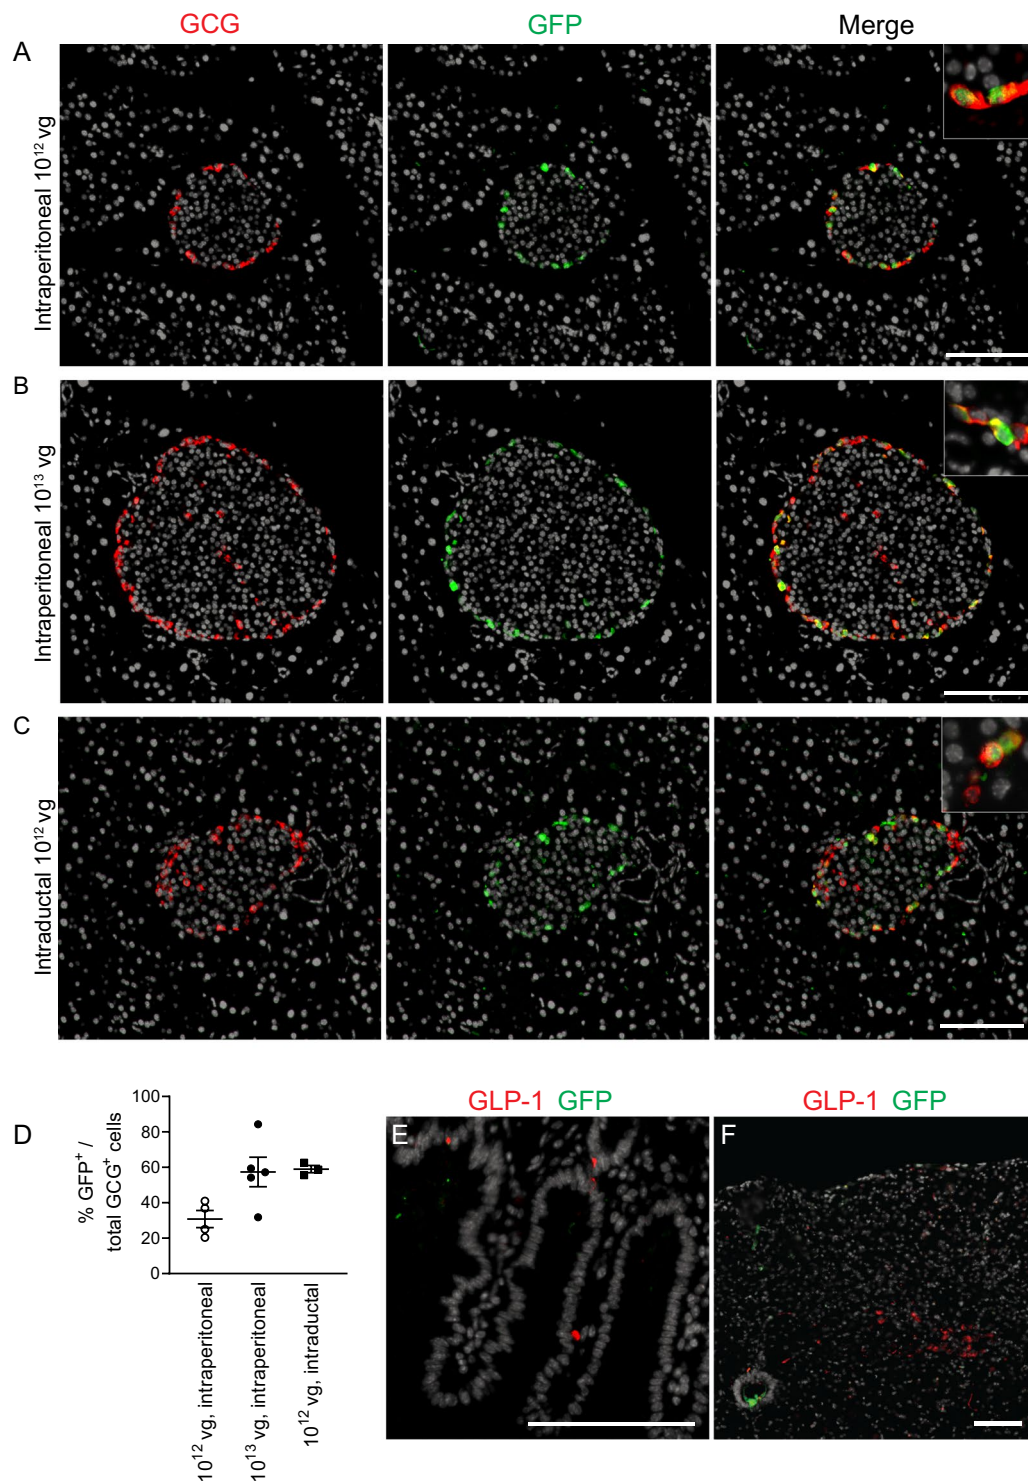 GCG GFP Merge
A
Intraperitoneal 10¹² vg
B
Intraperitoneal 10¹³ vg
C
Intraductal 10¹² vg
D
% GFP⁺ /
total GCG⁺ cells
100
80
60
40
20
0
10¹² vg, intraperitoneal
10¹³ vg, intraperitoneal
10¹² vg, intraductal
GLP-1 GFP
E
GLP-1 GFP
F